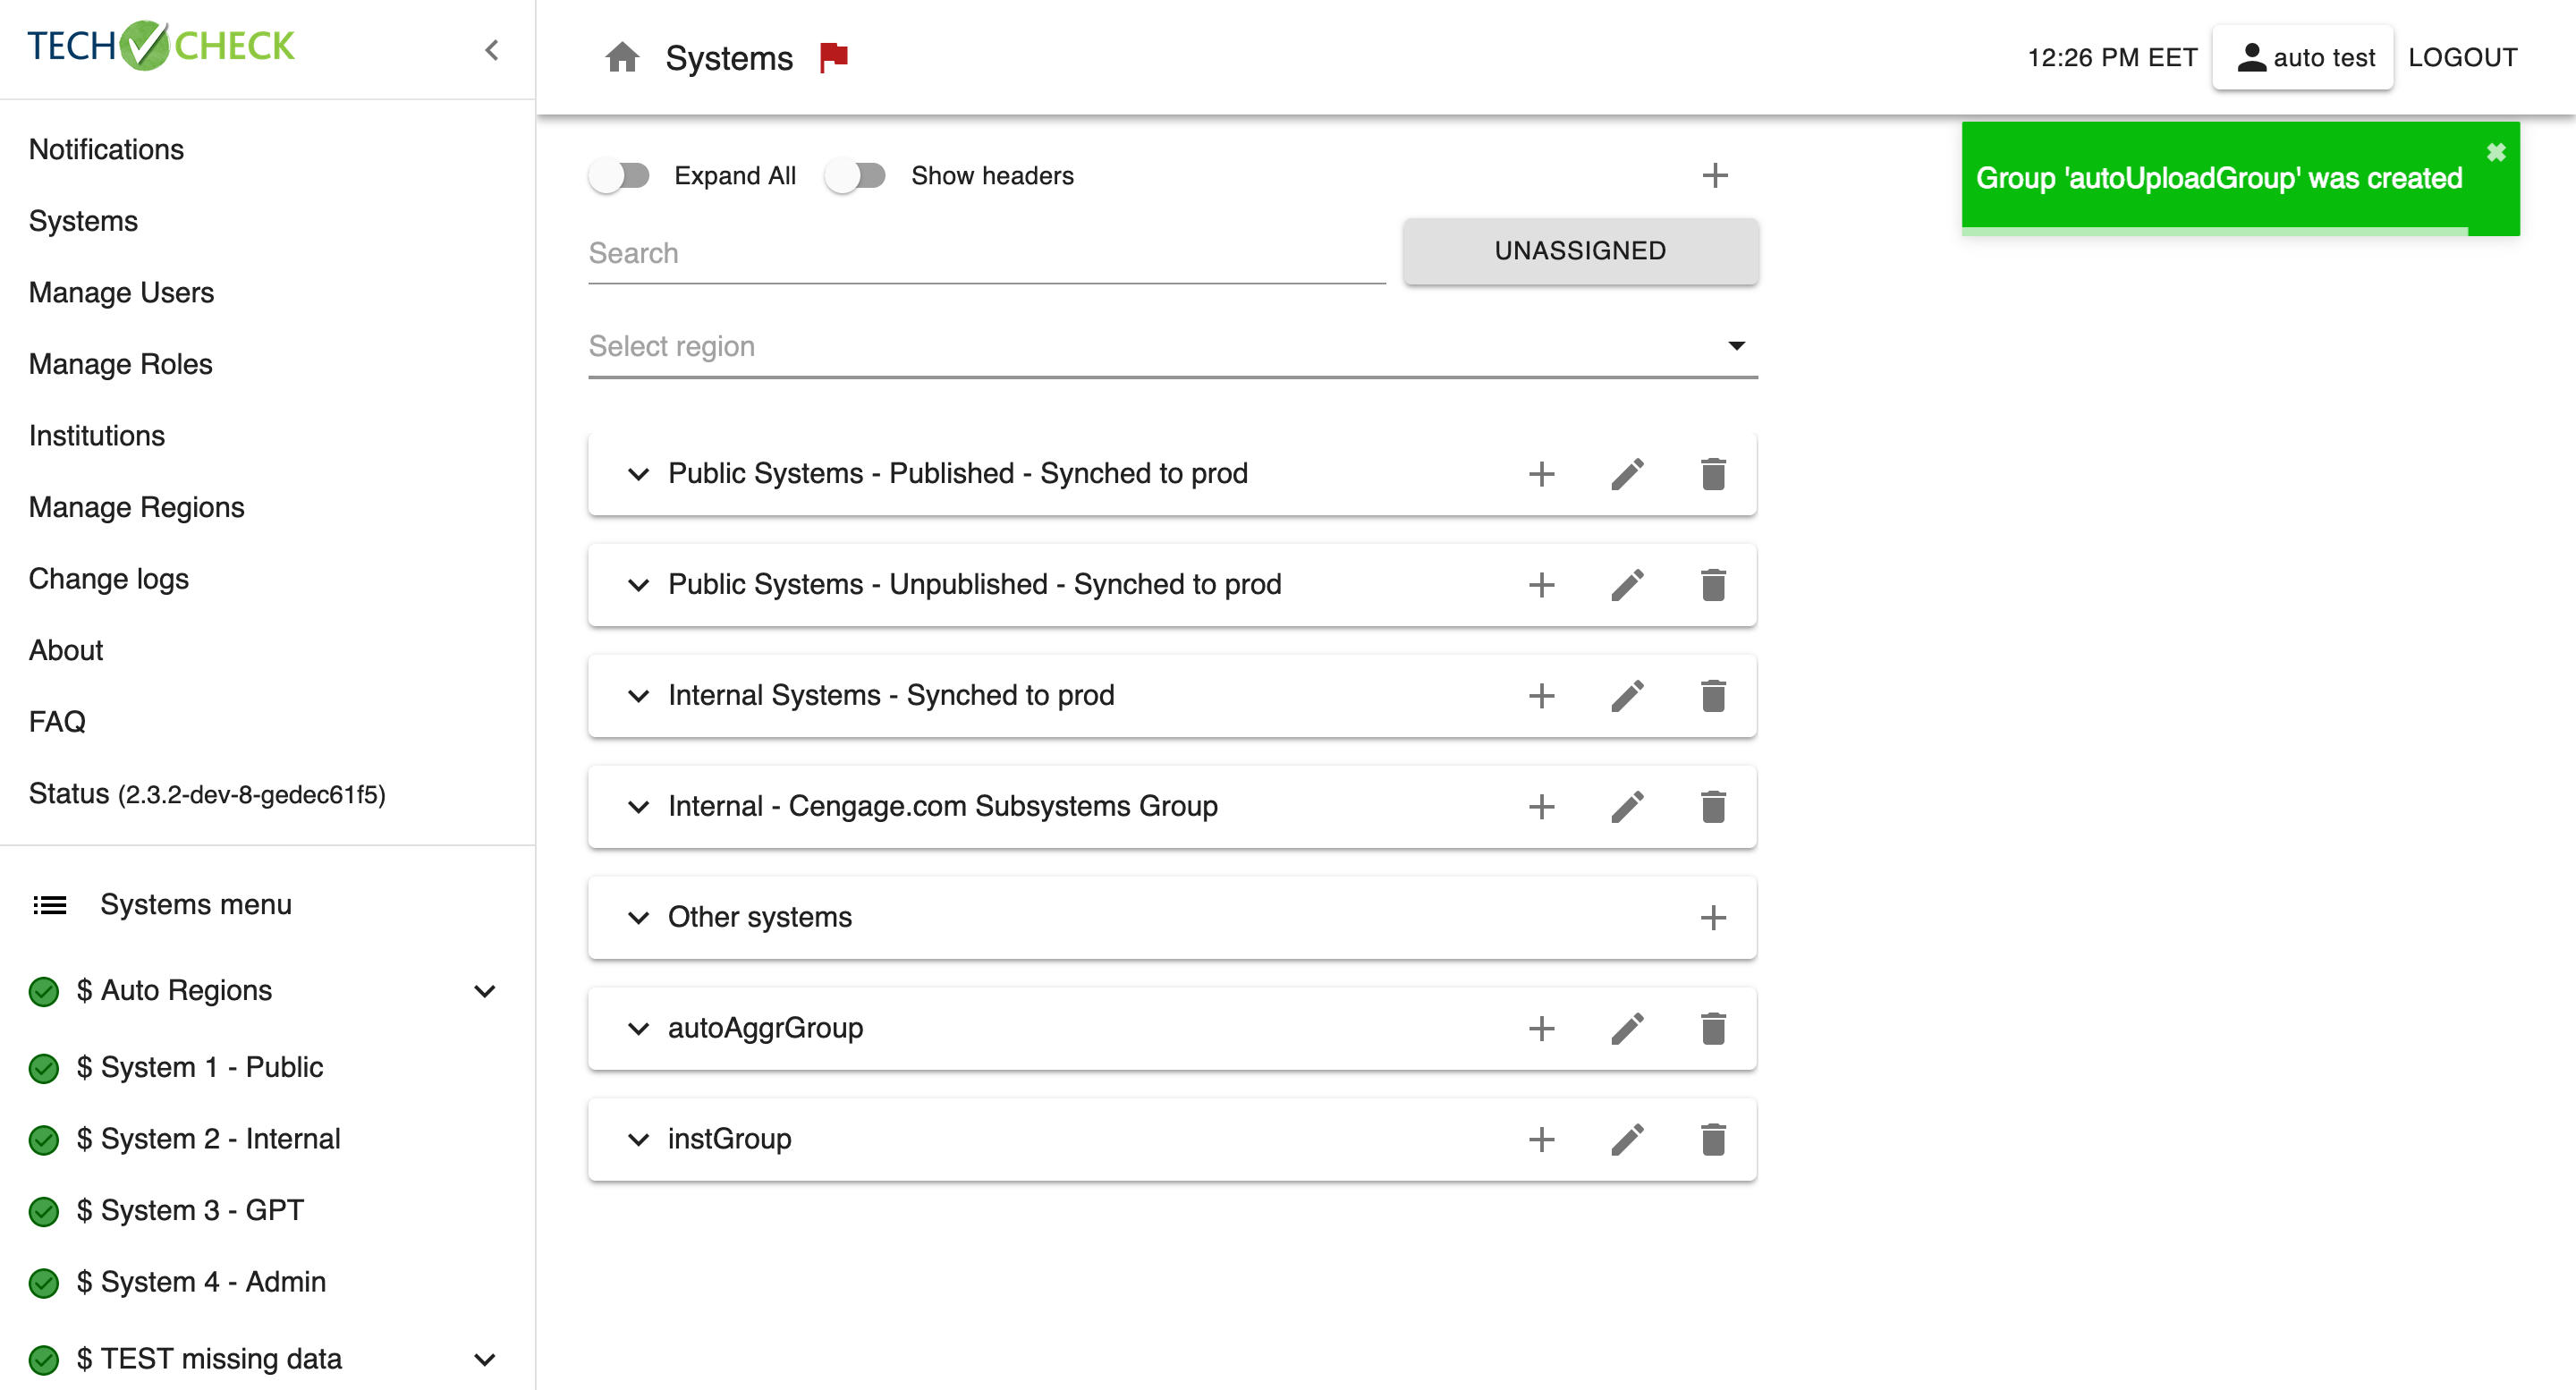 TECH CHECK
Systems
12:26 PM EET
auto test
LOGOUT
Notifications
Systems
Manage Users
Manage Roles
Institutions
Manage Regions
Change logs
About
FAQ
Status (2.3.2-dev-8-gedec61f5)
Systems menu
$ Auto Regions
$ System 1 - Public
$ System 2 - Internal
$ System 3 - GPT
$ System 4 - Admin
$ TEST missing data
Expand All
Show headers
Search
UNASSIGNED
Select region
Public Systems - Published - Synched to prod
Public Systems - Unpublished - Synched to prod
Internal Systems - Synched to prod
Internal - Cengage.com Subsystems Group
Other systems
autoAggrGroup
instGroup
Group 'autoUploadGroup' was created